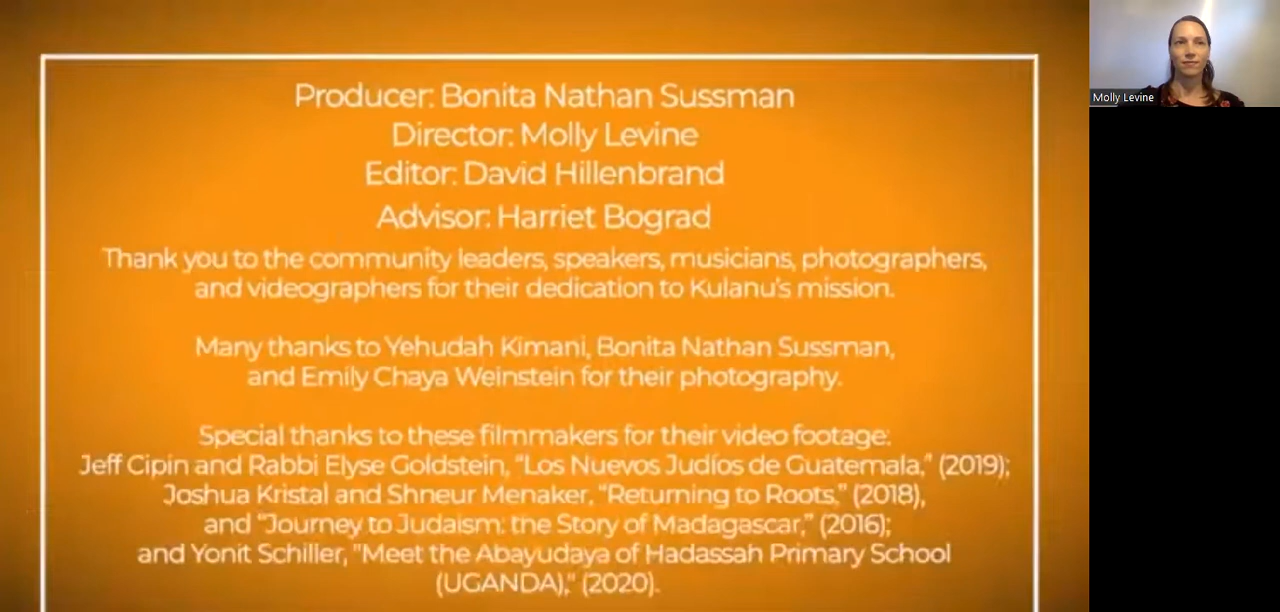 Producer: Bonita Nathan Sussman
Director: Molly Levine
Editor: David Hillenbrand
Advisor: Harriet Bograd
Thank you to the community leaders, speakers, musicians, photographers,
and videographers for their dedication to Kulanu's mission.
Many thanks to Yehudah Kimani, Bonita Nathan Sussman,
and Emily Chaya Weinstein for their photography.
Special thanks to these filmmakers for their video footage:
Jeff Cipin and Rabbi Elyse Goldstein, "Los Nuevos Judíos de Guatemala," (2019);
Joshua Kristal and Shneur Menaker, "Returning to Roots," (2018),
and "Journey to Judaism: the Story of Madagascar," (2016);
and Yonit Schiller, "Meet the Abayudaya of Hadassah Primary School
(UGANDA)," (2020).
Molly Levine